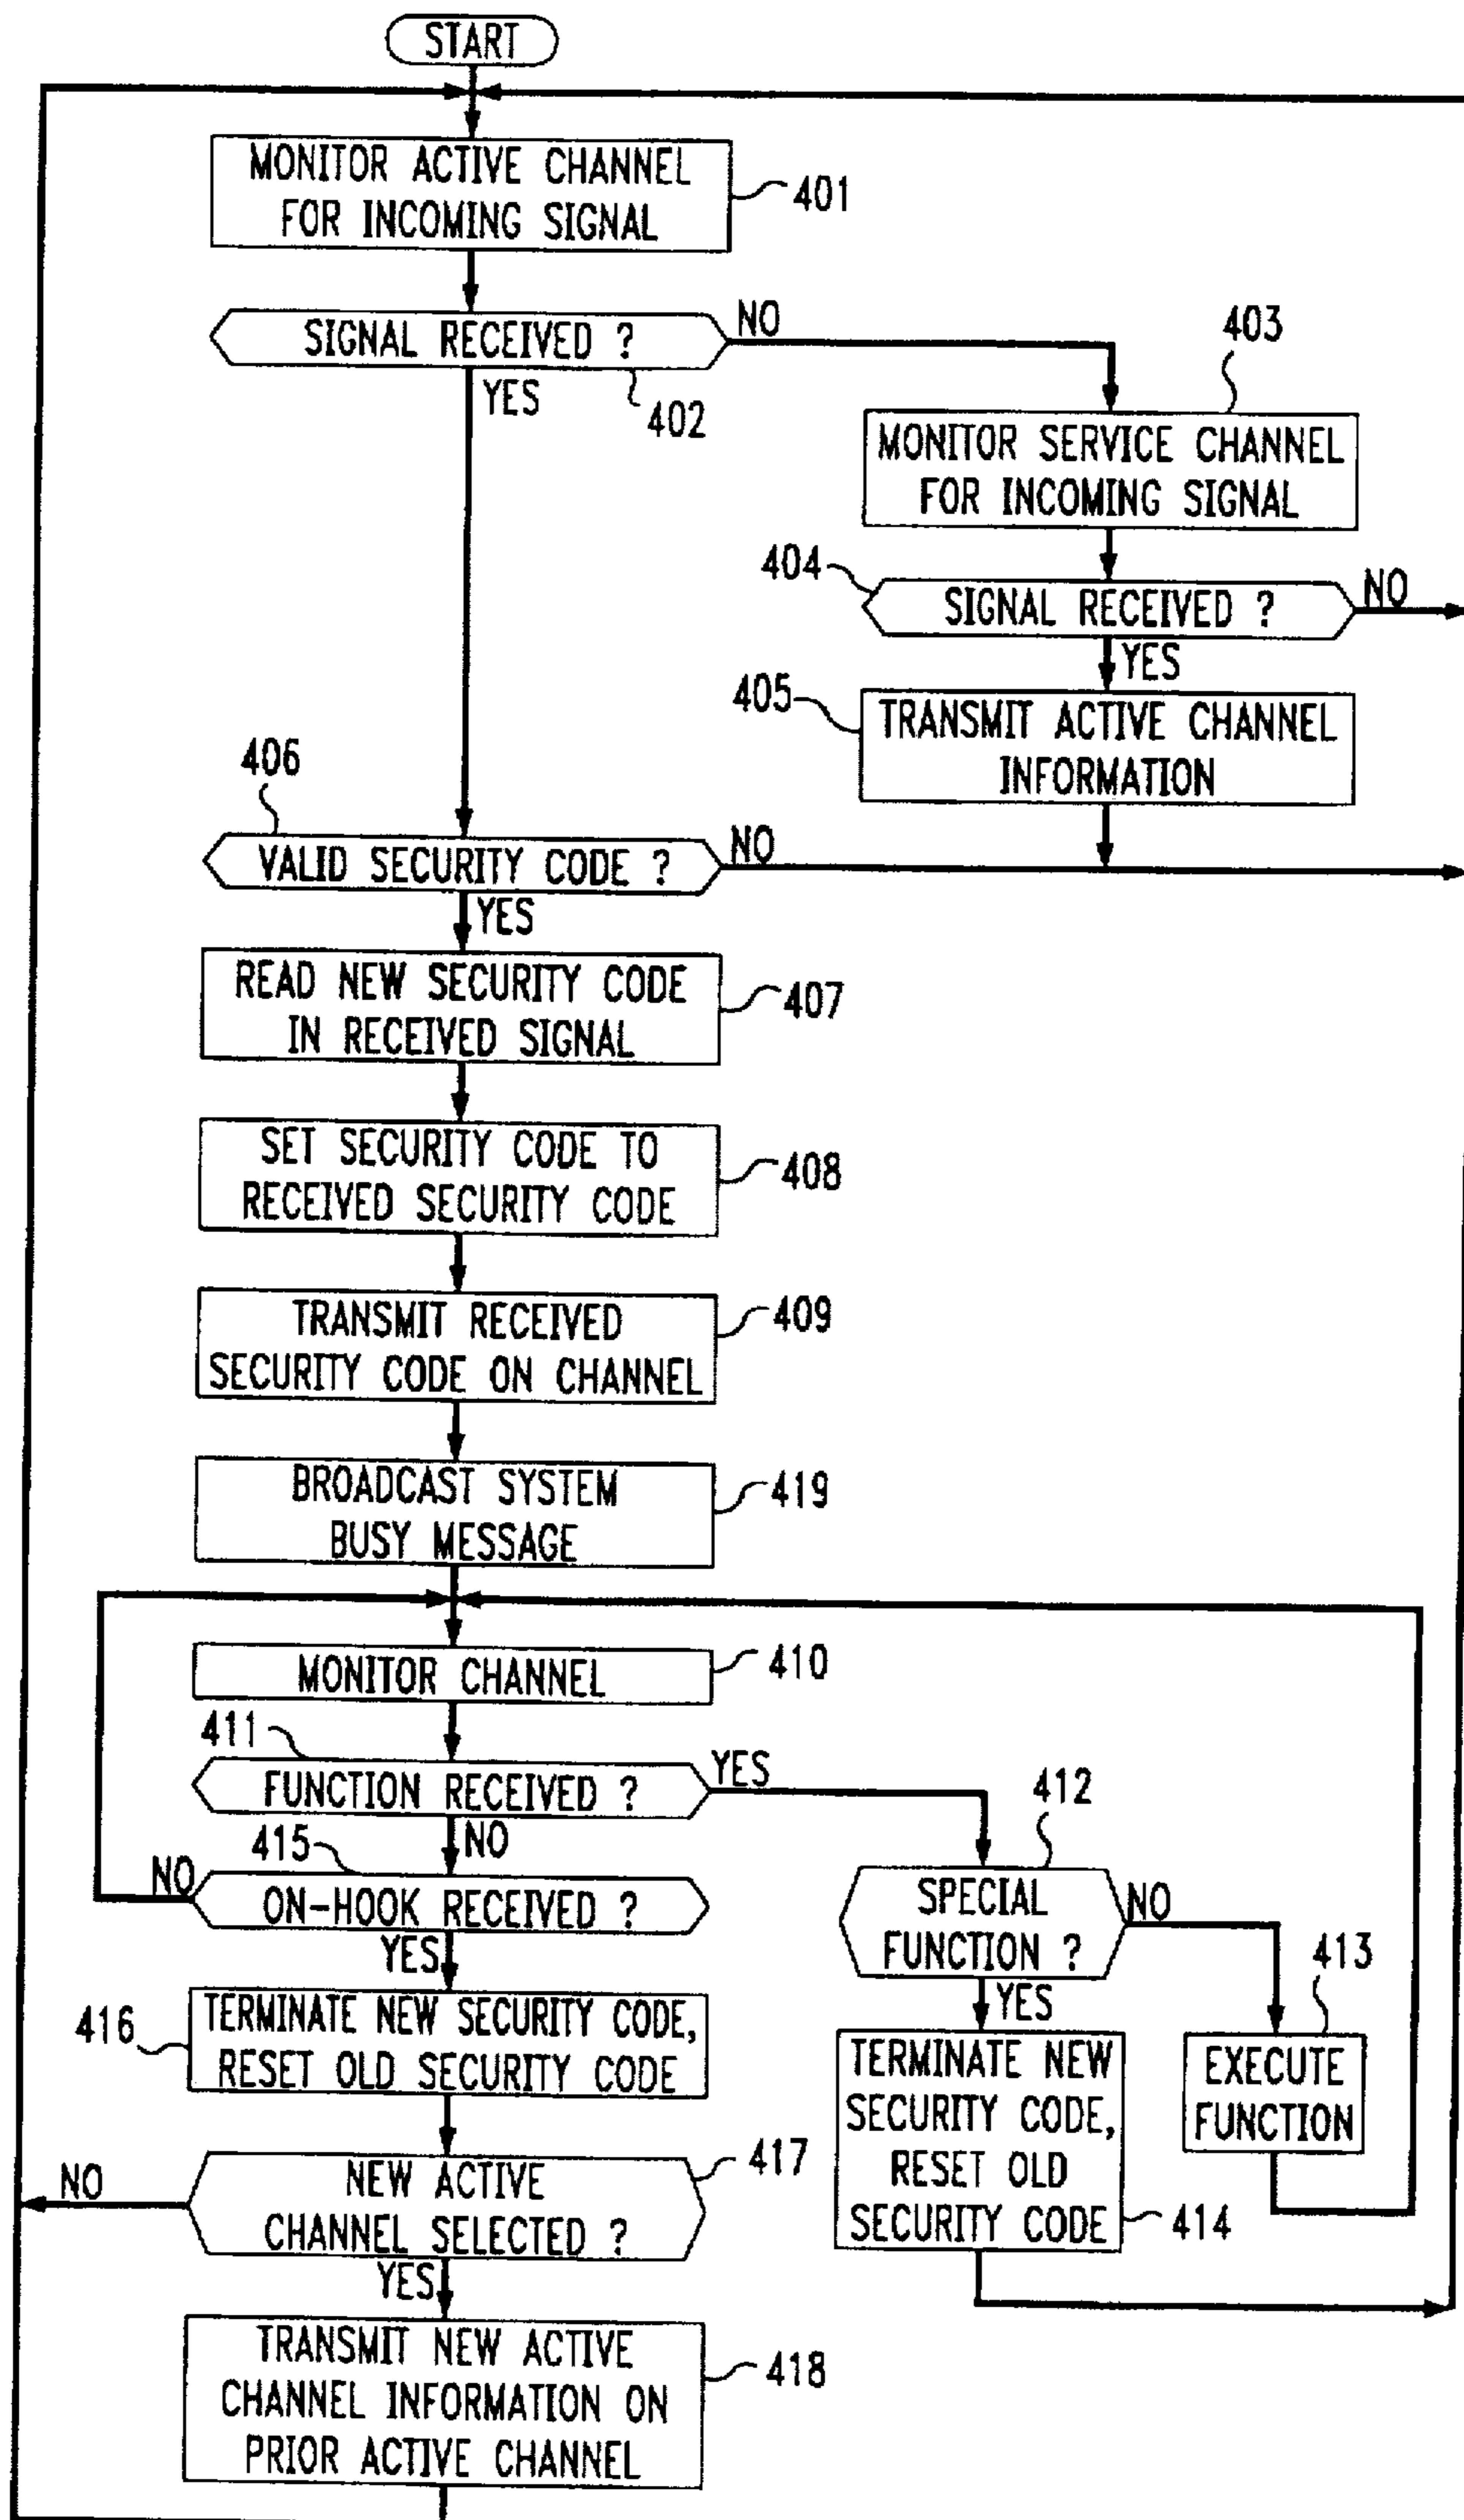 START
MONITOR ACTIVE CHANNEL
FOR INCOMING SIGNAL
401
SIGNAL RECEIVED ?
NO
YES
402
403
MONITOR SERVICE CHANNEL
FOR INCOMING SIGNAL
404
SIGNAL RECEIVED ?
NO
YES
405
TRANSMIT ACTIVE CHANNEL
INFORMATION
406
VALID SECURITY CODE ?
NO
YES
READ NEW SECURITY CODE
IN RECEIVED SIGNAL
407
SET SECURITY CODE TO
RECEIVED SECURITY CODE
408
TRANSMIT RECEIVED
SECURITY CODE ON CHANNEL
409
BROADCAST SYSTEM
BUSY MESSAGE
419
MONITOR CHANNEL
410
411
FUNCTION RECEIVED ?
YES
NO
412
SPECIAL
FUNCTION ?
NO
YES
413
EXECUTE
FUNCTION
415
NO
ON-HOOK RECEIVED ?
YES
416
TERMINATE NEW SECURITY CODE,
RESET OLD SECURITY CODE
TERMINATE NEW
SECURITY CODE,
RESET OLD
SECURITY CODE
414
NO
NEW ACTIVE
CHANNEL SELECTED ?
417
YES
TRANSMIT NEW ACTIVE
CHANNEL INFORMATION ON
PRIOR ACTIVE CHANNEL
418